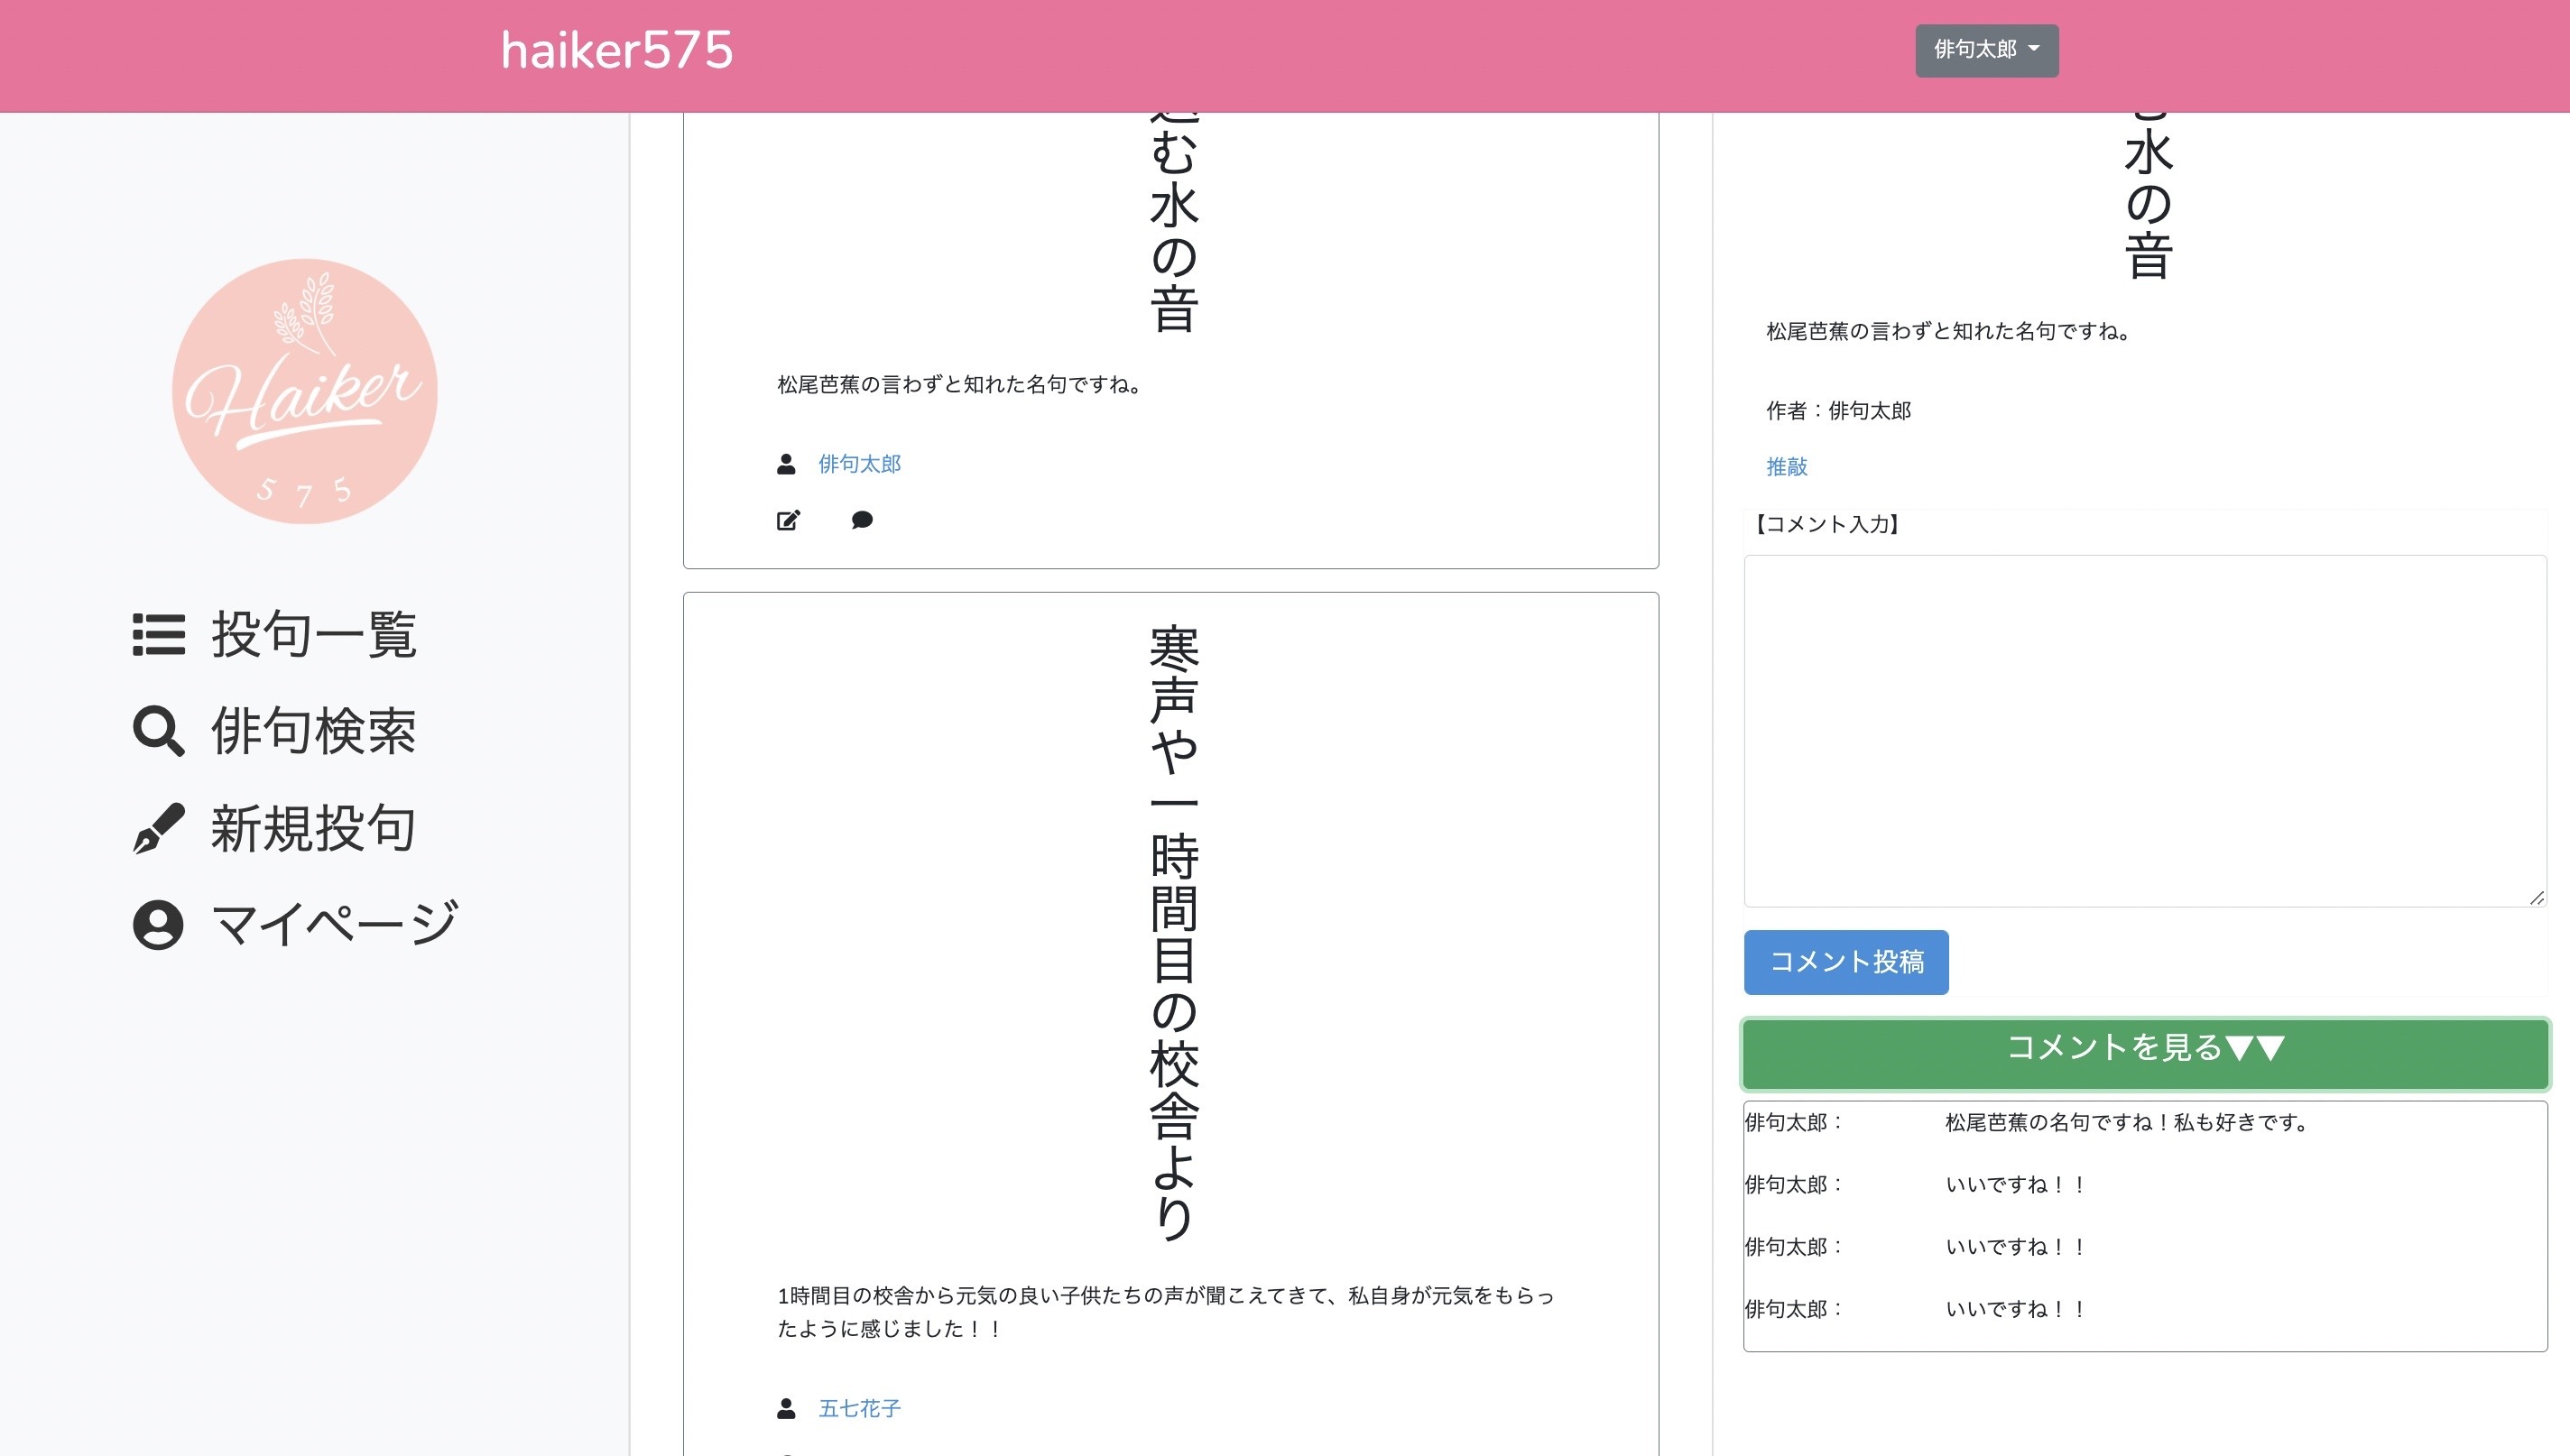 haiker575
俳句太郎
Haiker
5 7 5
投句一覧
俳句検索
新規投句
マイページ
込む水の音
松尾芭蕉の言わずと知れた名句ですね。
俳句太郎
寒声や一時間目の校舎より
1時間目の校舎から元気の良い子供たちの声が聞こえてきて、私自身が元気をもらっ
たように感じました！！
五七花子
む水の音
松尾芭蕉の言わずと知れた名句ですね。
作者：俳句太郎
推敲
【コメント入力】
コメント投稿
コメントを見る▼▼
俳句太郎： 松尾芭蕉の名句ですね！私も好きです。
俳句太郎： いいですね！！
俳句太郎： いいですね！！
俳句太郎： いいですね！！